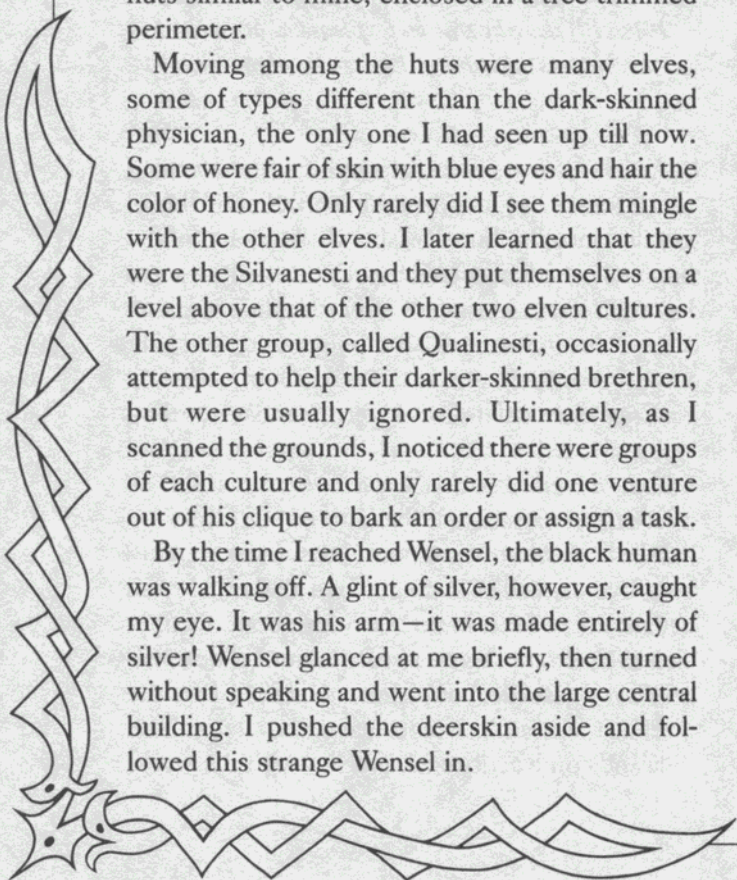 huts similar to mine, enclosed in a tree-trimmed
perimeter.
Moving among the huts were many elves,
some of types different than the dark-skinned
physician, the only one I had seen up till now.
Some were fair of skin with blue eyes and hair the
color of honey. Only rarely did I see them mingle
with the other elves. I later learned that they
were the Silvanesti and they put themselves on a
level above that of the other two elven cultures.
The other group, called Qualinesti, occasionally
attempted to help their darker-skinned brethren,
but were usually ignored. Ultimately, as I
scanned the grounds, I noticed there were groups
of each culture and only rarely did one venture
out of his clique to bark an order or assign a task.
By the time I reached Wensel, the black human
was walking off. A glint of silver, however, caught
my eye. It was his arm—it was made entirely of
silver! Wensel glanced at me briefly, then turned
without speaking and went into the large central
building. I pushed the deerskin aside and fol-
lowed this strange Wensel in.